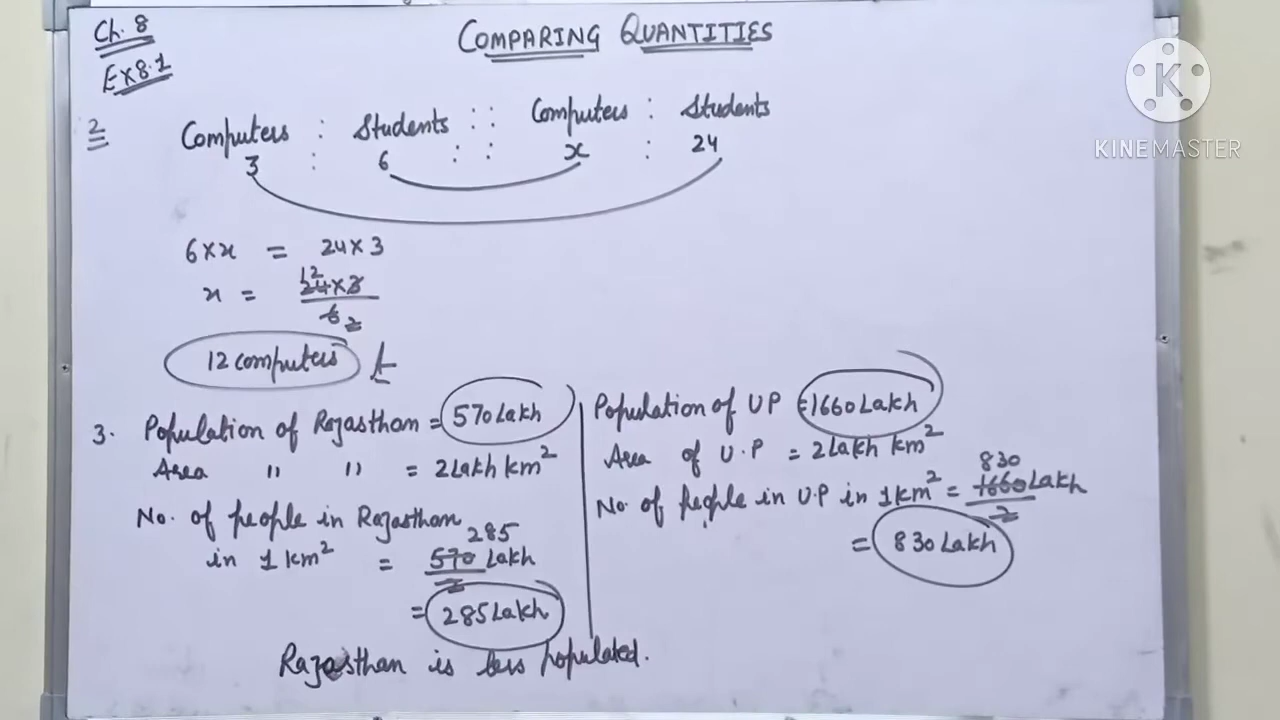 Ch. 8
COMPARING QUANTITIES
Ex 8.1
K
KINEMASTER
2 Computers : Students :: Computers : Students
3 : 6 :: x : 24
6 × x = 24 × 3
x = 24 × 3 12
6 2
12 computers
3. Population of Rajasthan = 570 Lakh
Area " " = 2 Lakh km²
No. of people in Rajasthan
in 1 km² = 570 Lakh 285
2
= 285 Lakh
Population of UP = 1660 Lakh
Area of U.P = 2 Lakh km²
No. of people in U.P in 1 km² = 1660 Lakh 830
2
= 830 Lakh
Rajasthan is less populated.